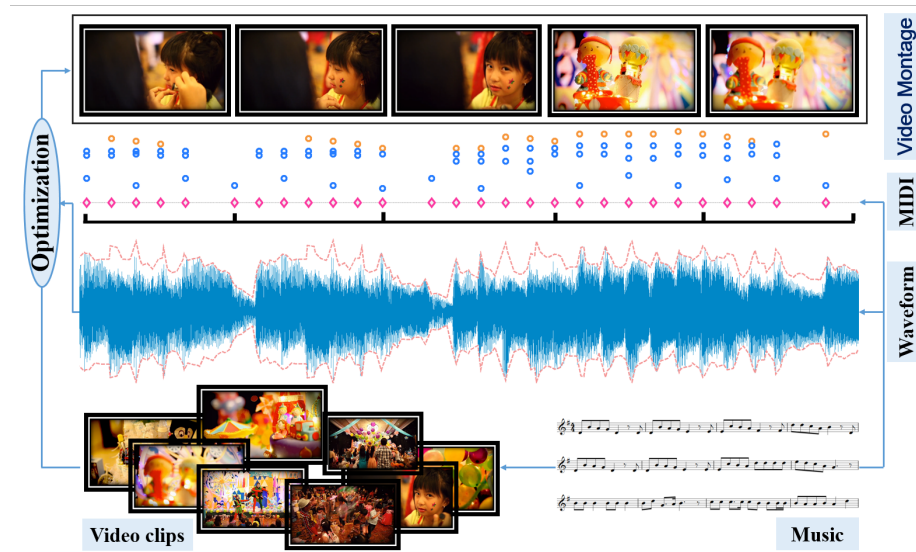 Video Montage
MIDI
Optimization
Waveform
Video clips
Music